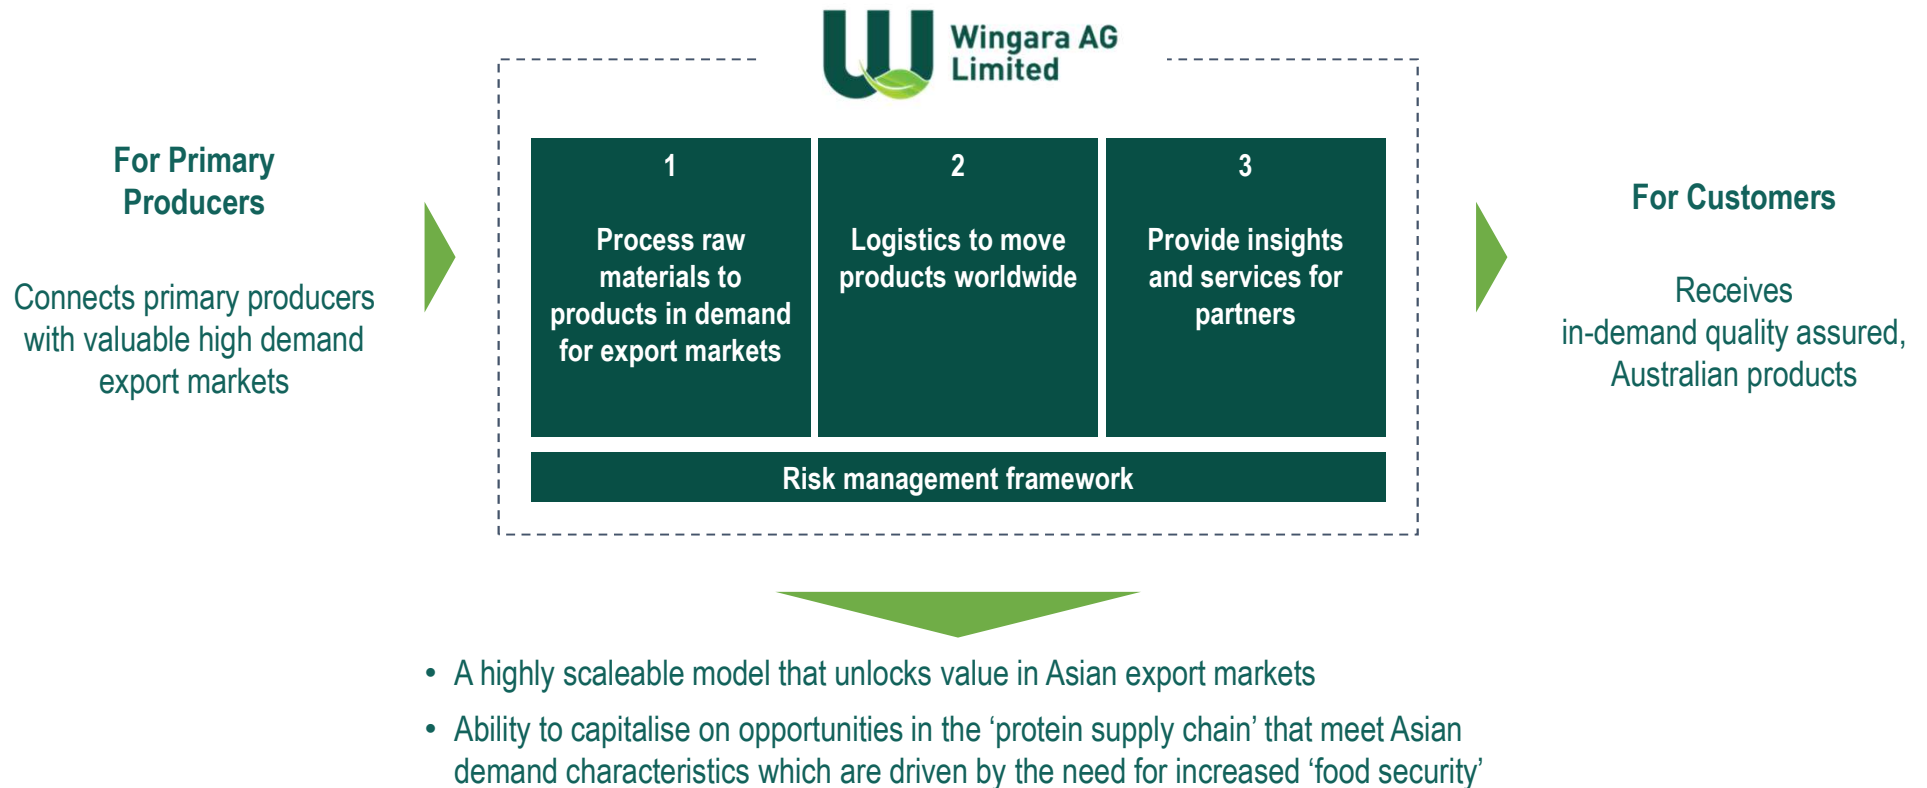 Wingara AG
Limited
For Primary
Producers
Connects primary producers
with valuable high demand
export markets
1
Process raw
materials to
products in demand
for export markets
2
Logistics to move
products worldwide
3
Provide insights
and services for
partners
Risk management framework
For Customers
Receives
in-demand quality assured,
Australian products
• A highly scaleable model that unlocks value in Asian export markets
• Ability to capitalise on opportunities in the ‘protein supply chain’ that meet Asian
demand characteristics which are driven by the need for increased ‘food security’